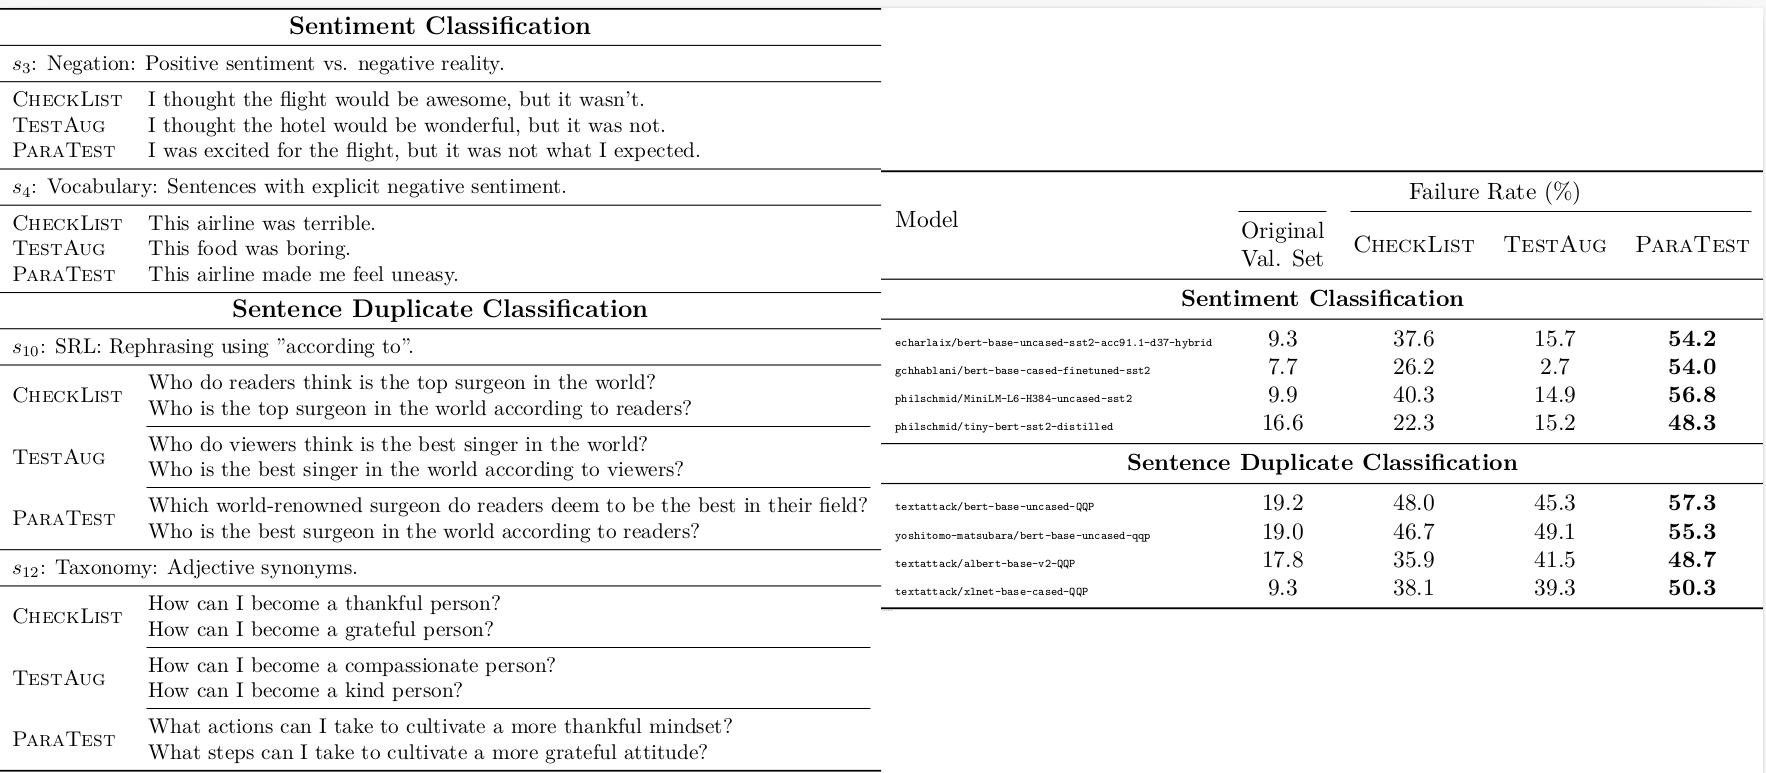 Sentiment Classification
s3: Negation: Positive sentiment vs. negative reality.
CHECKLIST I thought the flight would be awesome, but it wasn't.
TESTAUG I thought the hotel would be wonderful, but it was not.
PARATEST I was excited for the flight, but it was not what I expected.
s4: Vocabulary: Sentences with explicit negative sentiment.
CHECKLIST This airline was terrible.
TESTAUG This food was boring.
PARATEST This airline made me feel uneasy.
Sentence Duplicate Classification
s10: SRL: Rephrasing using ”according to”.
CHECKLIST
Who do readers think is the top surgeon in the world?
Who is the top surgeon in the world according to readers?
TESTAUG
Who do viewers think is the best singer in the world?
Who is the best singer in the world according to viewers?
PARATEST
Which world-renowned surgeon do readers deem to be the best in their field?
Who is the best surgeon in the world according to readers?
s12: Taxonomy: Adjective synonyms.
CHECKLIST
How can I become a thankful person?
How can I become a grateful person?
TESTAUG
How can I become a compassionate person?
How can I become a kind person?
PARATEST
What actions can I take to cultivate a more thankful mindset?
What steps can I take to cultivate a more grateful attitude?
Failure Rate (%)
Model
Original
Val. Set
CHECKLIST TESTAUG PARATEST
Sentiment Classification
echarlaix/bert-base-uncased-sst2-acc91.1-d37-hybrid 9.3 37.6 15.7 54.2
gchhablani/bert-base-cased-finetuned-sst2 7.7 26.2 2.7 54.0
philschmid/MiniLM-L6-H384-uncased-sst2 9.9 40.3 14.9 56.8
philschmid/tiny-bert-sst2-distilled 16.6 22.3 15.2 48.3
Sentence Duplicate Classification
textattack/bert-base-uncased-QQP 19.2 48.0 45.3 57.3
yoshitomo-matsubara/bert-base-uncased-qqp 19.0 46.7 49.1 55.3
textattack/albert-base-v2-QQP 17.8 35.9 41.5 48.7
textattack/xlnet-base-cased-QQP 9.3 38.1 39.3 50.3